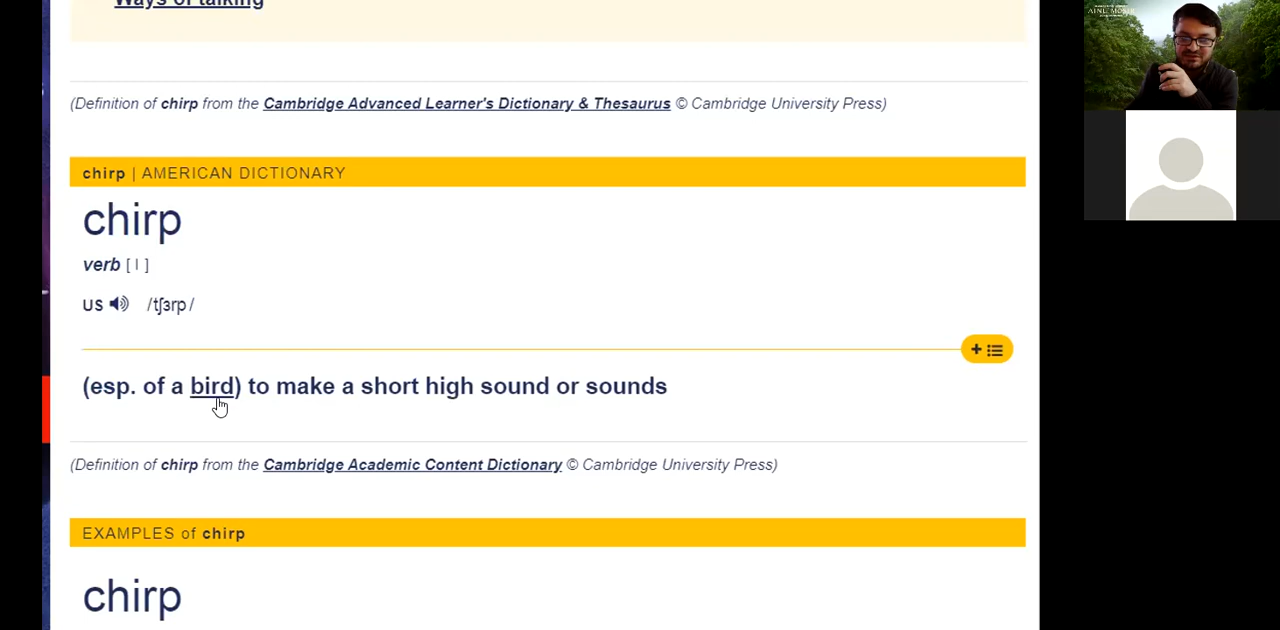 Ways of talking
(Definition of chirp from the Cambridge Advanced Learner's Dictionary & Thesaurus © Cambridge University Press)
chirp | AMERICAN DICTIONARY
chirp
verb [ I ]
US /tʃɜrp/
(esp. of a bird) to make a short high sound or sounds
(Definition of chirp from the Cambridge Academic Content Dictionary © Cambridge University Press)
EXAMPLES of chirp
chirp